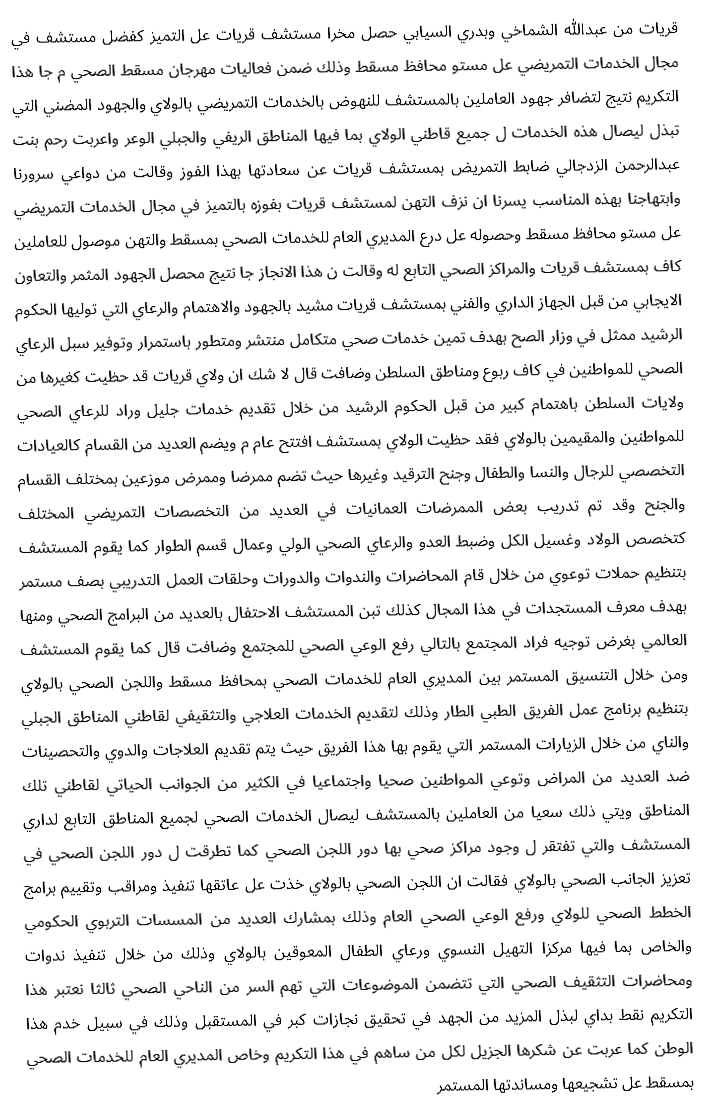 قريات من عبدالله الشماخي وبدري السيابي حصل مخرا مستشف قريات عل التميز كفضل مستشف في
مجال الخدمات التمريضي عل مستو محافظ مسقط وذلك ضمن فعاليات مهرجان مسقط الصحي م جا هذا
التكريم نتيج لتضافر جهود العاملين بالمستشف للنهوض بالخدمات التمريضي بالولاي والجهود المضني التي
تبذل ليصال هذه الخدمات ل جميع قاطني الولاي بما فيها المناطق الريفي والجبلي الوعر واعربت رحم بنت
عبدالرحمن الزدجالي ضابط التمريض بمستشف قريات عن سعادتها بهذا الفوز وقالت من دواعي سرورنا
وابتهاجنا بهذه المناسب يسرنا ان نزف التهن لمستشف قريات بفوزه بالتميز في مجال الخدمات التمريضي
عل مستو محافظ مسقط وحصوله عل درع المديري العام للخدمات الصحي بمسقط والتهن موصول للعاملين
كاف بمستشف قريات والمراكز الصحي التابع له وقالت ن هذا الانجاز جا نتيج محصل الجهود المثمر والتعاون
الايجابي من قبل الجهاز الداري والفني بمستشف قريات مشيد بالجهود والاهتمام والرعاي التي توليها الحكوم
الرشيد ممثل في وزار الصح بهدف تمين خدمات صحي متكامل منتشر ومتطور باستمرار وتوفير سبل الرعاي
الصحي للمواطنين في كاف ربوع ومناطق السلطن وضافت قال لا شك ان ولاي قريات قد حظيت كغيرها من
ولايات السلطن باهتمام كبير من قبل الحكوم الرشيد من خلال تقديم خدمات جليل وراد للرعاي الصحي
للمواطنين والمقيمين بالولاي فقد حظيت الولاي بمستشف افتتح عام م ويضم العديد من القسام كالعيادات
التخصصي للرجال والنسا والطفال وجنح الترقيد وغيرها حيث تضم ممرضا وممرض موزعين بمختلف القسام
والجنح وقد تم تدريب بعض الممرضات العمانيات في العديد من التخصصات التمريضي المختلف
كتخصص الولاد وغسيل الكل وضبط العدو والرعاي الصحي الولي وعمال قسم الطوار كما يقوم المستشف
بتنظيم حملات توعوي من خلال قام المحاضرات والندوات والدورات وحلقات العمل التدريبي بصف مستمر
بهدف معرف المستجدات في هذا المجال كذلك تبن المستشف الاحتفال بالعديد من البرامج الصحي ومنها
العالمي بغرض توجيه فراد المجتمع بالتالي رفع الوعي الصحي للمجتمع وضافت قال كما يقوم المستشف
ومن خلال التنسيق المستمر بين المديري العام للخدمات الصحي بمحافظ مسقط واللجن الصحي بالولاي
بتنظيم برنامج عمل الفريق الطبي الطار وذلك لتقديم الخدمات العلاجي والتثقيفي لقاطني المناطق الجبلي
والناي من خلال الزيارات المستمر التي يقوم بها هذا الفريق حيث يتم تقديم العلاجات والدوي والتحصينات
ضد العديد من المراض وتوعي المواطنين صحيا واجتماعيا في الكثير من الجوانب الحياتي لقاطني تلك
المناطق ويتي ذلك سعيا من العاملين بالمستشف ليصال الخدمات الصحي لجميع المناطق التابع لداري
المستشف والتي تفتقر ل وجود مراكز صحي بها دور اللجن الصحي كما تطرقت ل دور اللجن الصحي في
تعزيز الجانب الصحي بالولاي فقالت ان اللجن الصحي بالولاي خذت عل عاتقها تنفيذ ومراقب وتقييم برامج
الخطط الصحي للولاي ورفع الوعي الصحي العام وذلك بمشارك العديد من المسسات التربوي الحكومي
والخاص بما فيها مركزا التهيل النسوي ورعاي الطفال المعوقين بالولاي وذلك من خلال تنفيذ ندوات
ومحاضرات التثقيف الصحي التي تتضمن الموضوعات التي تهم السر من الناحي الصحي ثالثا نعتبر هذا
التكريم نقط بداي لبذل المزيد من الجهد في تحقيق نجازات كبر في المستقبل وذلك في سبيل خدم هذا
الوطن كما عربت عن شكرها الجزيل لكل من ساهم في هذا التكريم وخاص المديري العام للخدمات الصحي
بمسقط عل تشجيعها ومساندتها المستمر